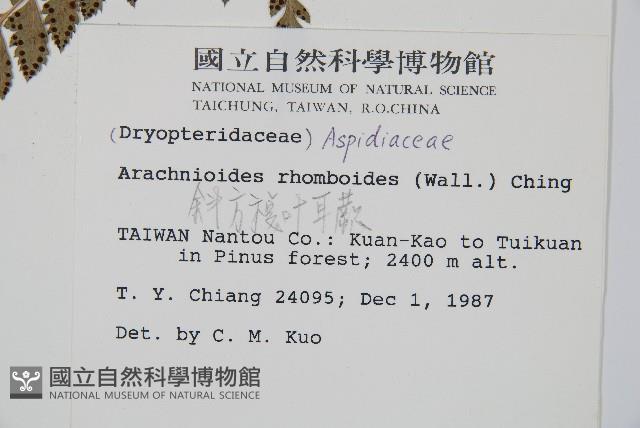 國立自然科學博物館
NATIONAL MUSEUM OF NATURAL SCIENCE
TAICHUNG, TAIWAN, R.O.CHINA
(Dryopteridaceae) Aspidiaceae
Arachnioides rhomboides (Wall.) Ching
斜方複叶耳蕨
TAIWAN Nantou Co.: Kuan-Kao to Tuikuan
in Pinus forest; 2400 m alt.
T. Y. Chiang 24095; Dec 1, 1987
Det. by C. M. Kuo
國立自然科學博物館
NATIONAL MUSEUM OF NATURAL SCIENCE